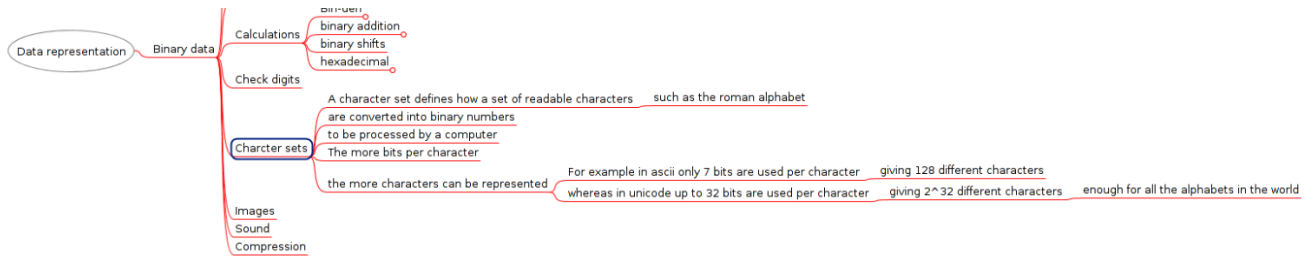 Bin-den
binary addition
Calculations
binary shifts
hexadecimal
Data representation
Binary data
Check digits
A character set defines how a set of readable characters
such as the roman alphabet
are converted into binary numbers
to be processed by a computer
Charcter sets
The more bits per character
the more characters can be represented
For example in ascii only 7 bits are used per character
giving 128 different characters
whereas in unicode up to 32 bits are used per character
giving 2^32 different characters
enough for all the alphabets in the world
Images
Sound
Compression